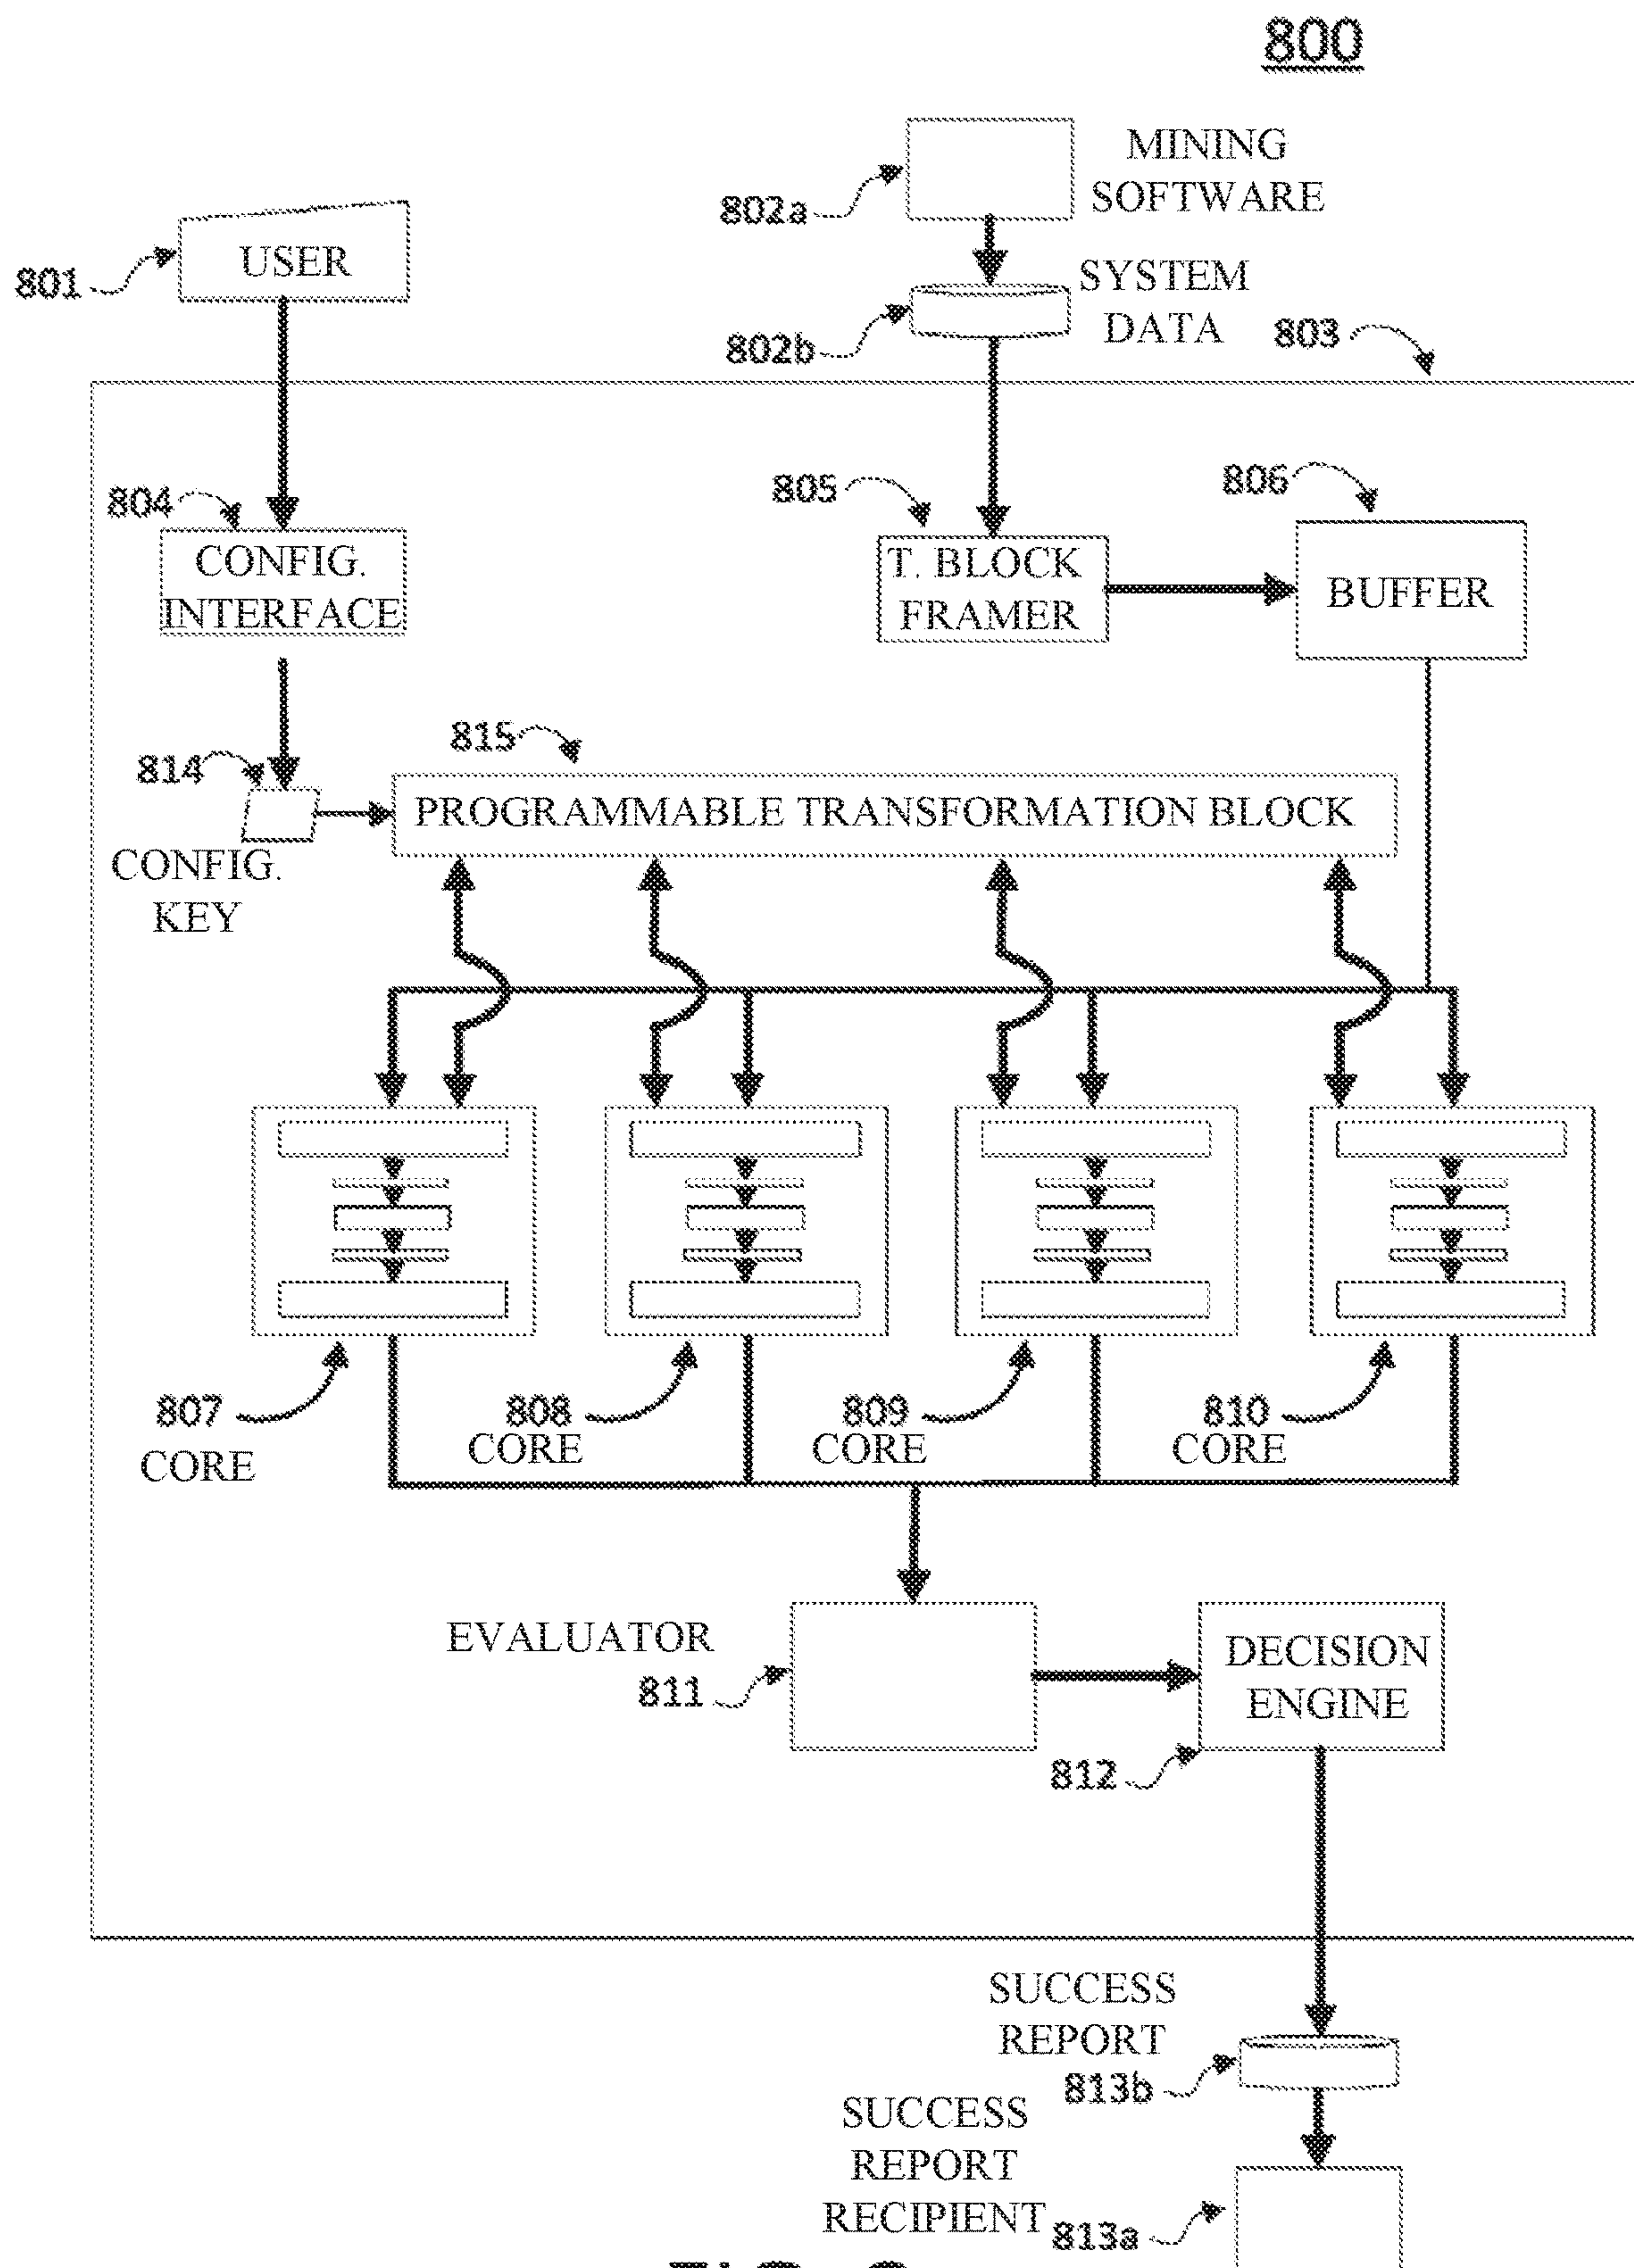 800
MINING
SOFTWARE
802a
USER
801
SYSTEM
DATA
802b
803
804
805
806
CONFIG.
INTERFACE
T. BLOCK
FRAMER
BUFFER
815
814
PROGRAMMABLE TRANSFORMATION BLOCK
CONFIG.
KEY
807
CORE
808
CORE
809
CORE
810
CORE
EVALUATOR
811
DECISION
ENGINE
812
SUCCESS
REPORT
813b
SUCCESS
REPORT
RECIPIENT
813a